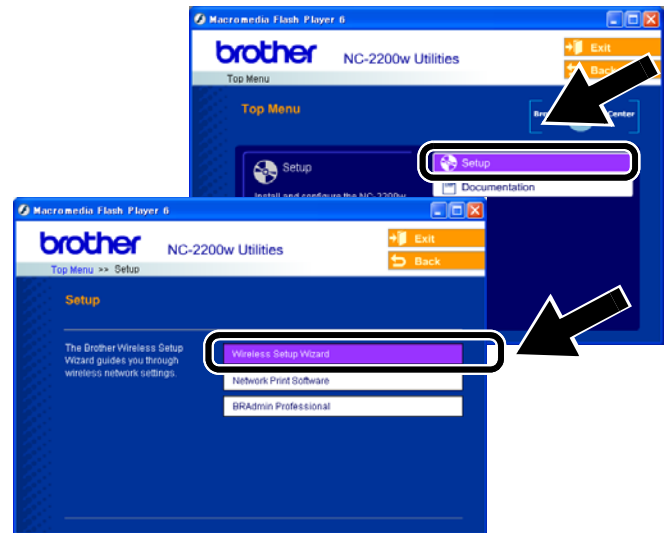 Macromedia Flash Player 6
brother
NC-2200w Utilities
Exit
Back
Top Menu
Top Menu
Center
Setup
Setup
Install and configure the NC-2200w
Documentation
Macromedia Flash Player 6
brother
NC-2200w Utilities
Exit
Back
Top Menu >> Setup
Setup
The Brother Wireless Setup
Wizard guides you through
wireless network settings.
Wireless Setup Wizard
Network Print Software
BRAdmin Professional